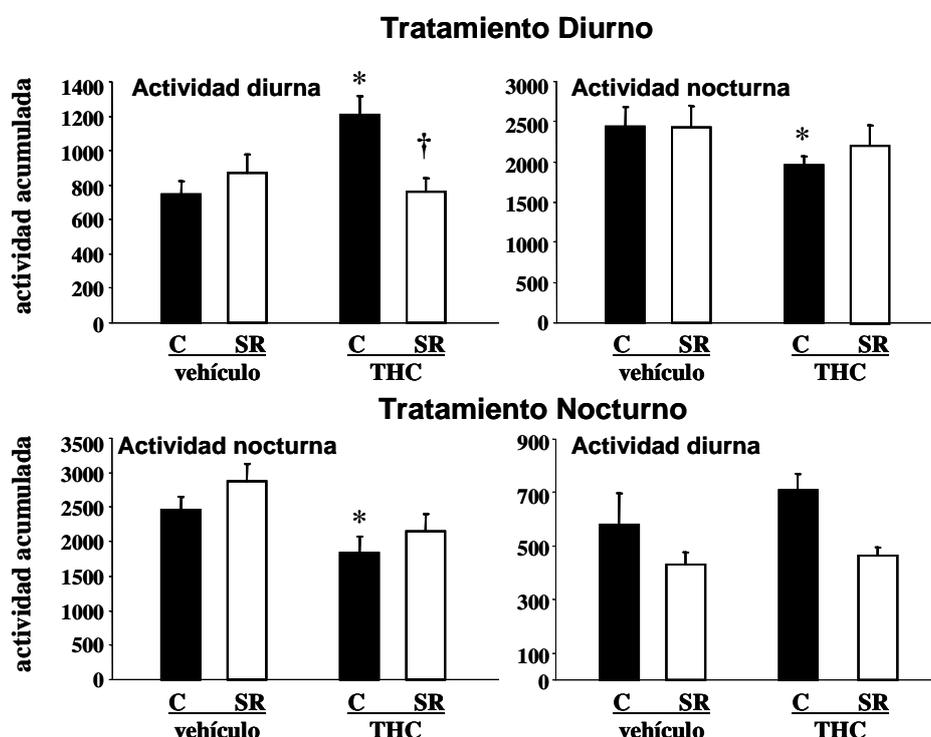 Tratamiento Diurno
actividad acumulada
1400
1200
1000
800
600
400
200
0
Actividad diurna
*
†
C SR C SR
vehículo THC
3000
2500
2000
1500
1000
500
0
Actividad nocturna
*
C SR C SR
vehículo THC
Tratamiento Nocturno
actividad acumulada
3500
3000
2500
2000
1500
1000
500
0
Actividad nocturna
*
C SR C SR
vehículo THC
900
700
500
300
100
0
Actividad diurna
C SR C SR
vehículo THC